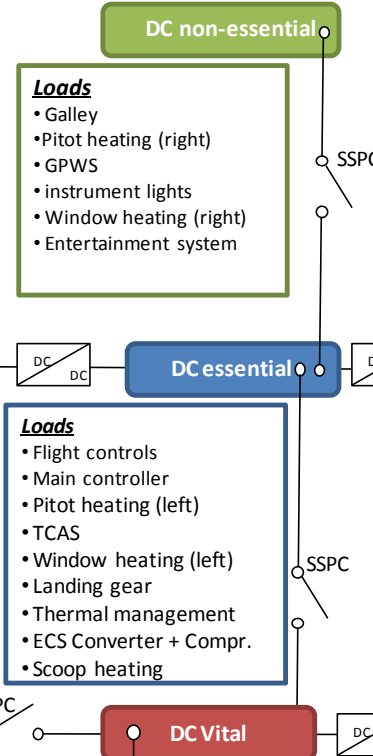 DC non-essential
Loads
• Galley
•Pitot heating (right)
• GPWS
• instrument lights
• Window heating (right)
• Entertainment system
SSPC
DC
DC
DC essential
Loads
• Flight controls
• Main controller
• Pitot heating (left)
• TCAS
• Window heating (left)
• Landing gear
• Thermal management
• ECS Converter + Compr.
• Scoop heating
SSPC
DC Vital
DC